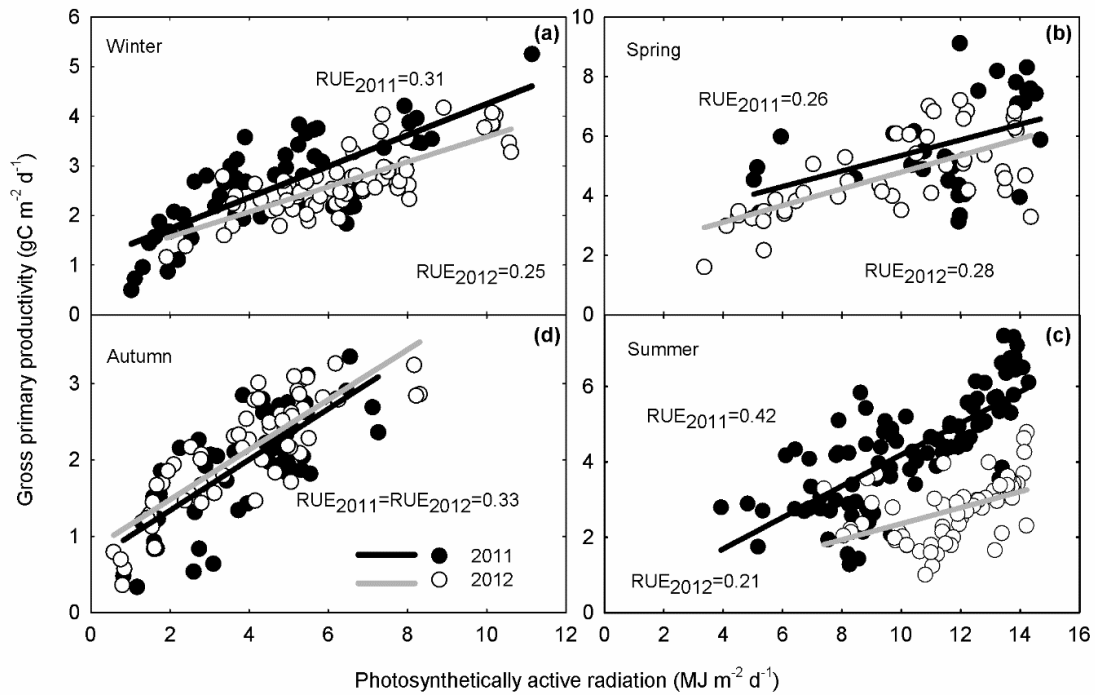 6
(a)
Winter
5
RUE2011=0.31
4
3
2
1
RUE2012=0.25
0
10
(b)
Spring
8
RUE2011=0.26
6
4
2
RUE2012=0.28
0
(d)
Autumn
3
2
RUE2011=RUE2012=0.33
1
2011
2012
0
0 2 4 6 8 10 12
(c)
Summer
6
RUE2011=0.42
4
2
RUE2012=0.21
0
4 6 8 10 12 14 16
Gross primary productivity (gC m-2 d-1)
Photosynthetically active radiation (MJ m-2 d-1)